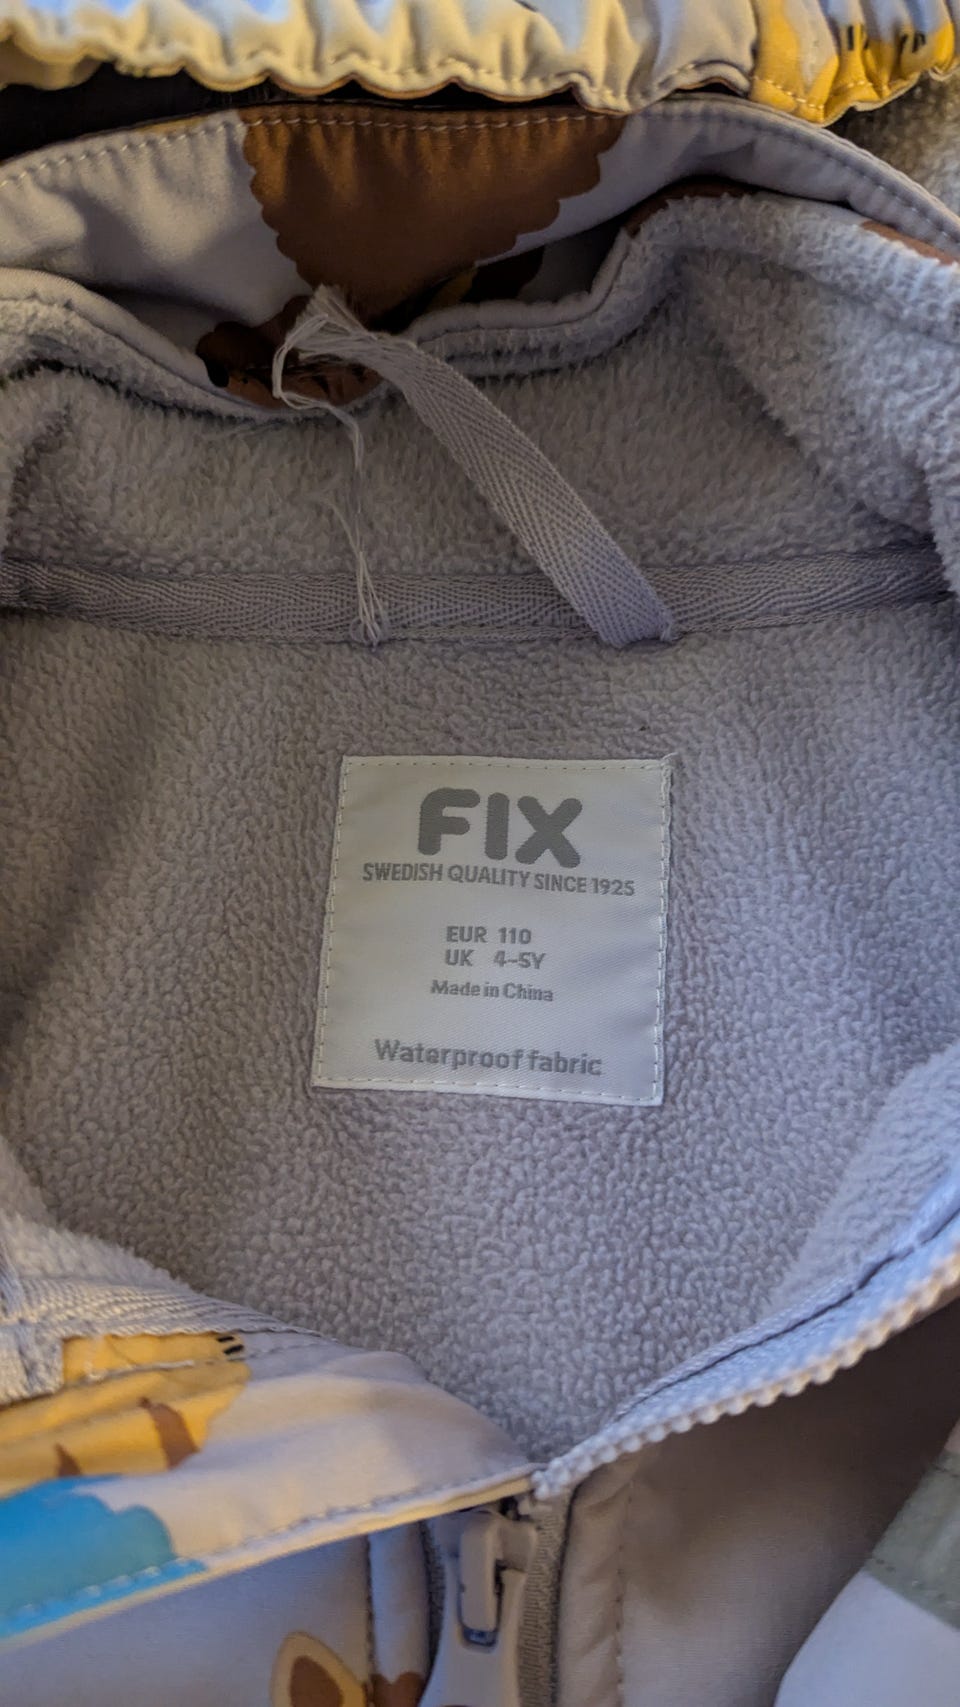 FIX
SWEDISH QUALITY SINCE 1925
EUR 110
UK 4-5Y
Made in China
Waterproof fabric